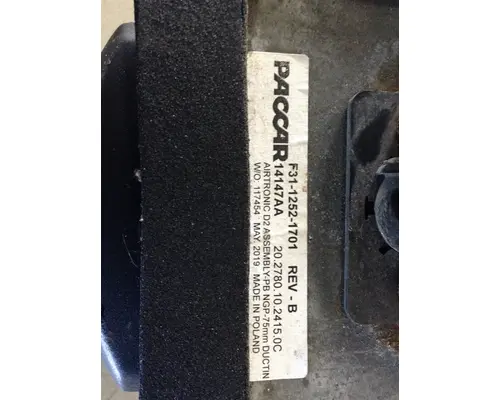 PACCAR
F31-1252-1701 REV - B
14147AA 20.2780.10.2415.0C
AIRTRONIC D2 ASSEMBLY-PB NGP-75mm DUCTIN
W/O: 117454 MAY. 2019 MADE IN POLAND